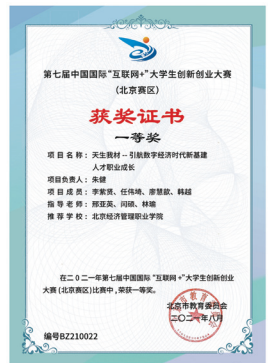 第七届中国国际“互联网+”大学生创新创业大赛
（北京赛区）
获奖证书
一等奖
项目名称：天生我材--引航数字经济时代新基建
人才职业成长
项目负责人：朱健
项目成员：李紫贤、任伟埼、廖慧歆、韩越
指导老师：邢亚英、闫硕、林瑜
推荐学校：北京经济管理职业学院
在二0二一年第七届中国国际“互联网+”大学生创新创业
大赛(北京赛区)比赛中,荣获一等奖。
北京市教育委员会
二〇二一年八月
编号BZ210022